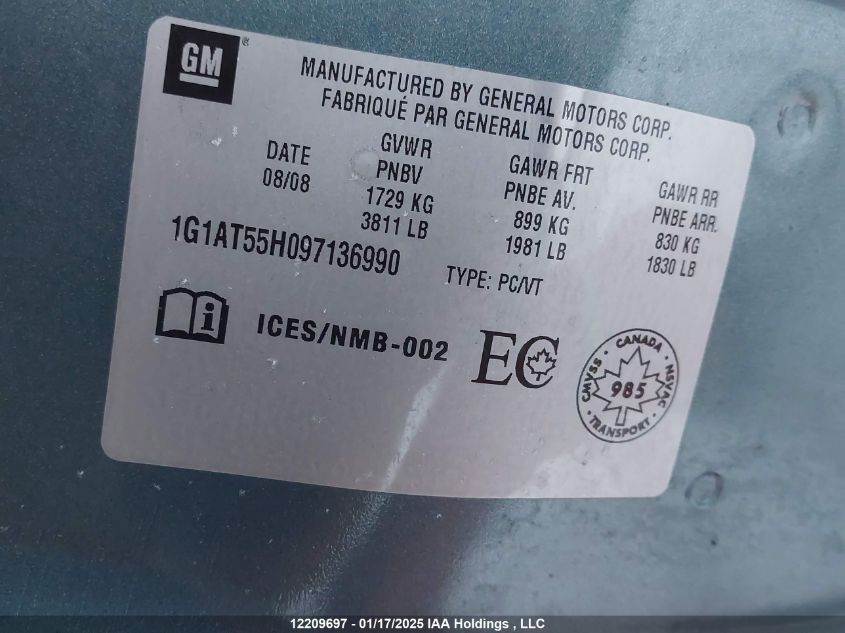 GM®
MANUFACTURED BY GENERAL MOTORS CORP.
FABRIQUÉ PAR GENERAL MOTORS CORP.
DATE
08/08
GVWR
PNBV
1729 KG
3811 LB
GAWR FRT
PNBE AV.
899 KG
1981 LB
GAWR RR
PNBE ARR.
830 KG
1830 LB
1G1AT55H097136990
TYPE: PC/VT
i
ICES/NMB-002
EC
CANADA
CMVSS · NSVAC
985
· TRANSPORT ·
12209697 - 01/17/2025 IAA Holdings , LLC